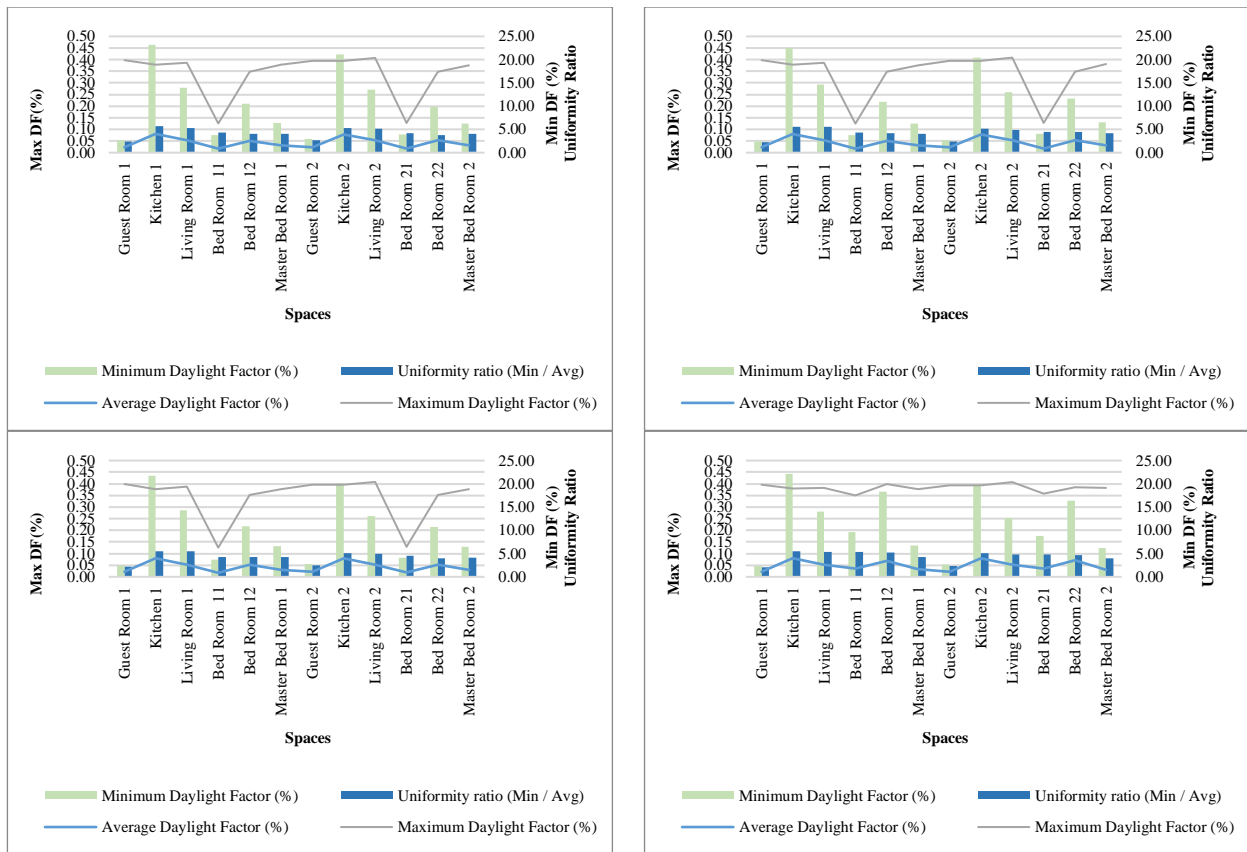 0.50
0.45
0.40
0.35
0.30
0.25
0.20
0.15
0.10
0.05
0.00
Max DF(%)
25.00
20.00
15.00
10.00
5.00
0.00
Min DF (%)
Uniformity Ratio
Guest Room 1
Kitchen 1
Living Room 1
Bed Room 11
Bed Room 12
Master Bed Room 1
Guest Room 2
Kitchen 2
Living Room 2
Bed Room 21
Bed Room 22
Master Bed Room 2
Spaces
Minimum Daylight Factor (%)
Uniformity ratio (Min / Avg)
Average Daylight Factor (%)
Maximum Daylight Factor (%)
0.50
0.45
0.40
0.35
0.30
0.25
0.20
0.15
0.10
0.05
0.00
Max DF(%)
25.00
20.00
15.00
10.00
5.00
0.00
Min DF (%)
Uniformity Ratio
Guest Room 1
Kitchen 1
Living Room 1
Bed Room 11
Bed Room 12
Master Bed Room 1
Guest Room 2
Kitchen 2
Living Room 2
Bed Room 21
Bed Room 22
Master Bed Room 2
Spaces
Minimum Daylight Factor (%)
Uniformity ratio (Min / Avg)
Average Daylight Factor (%)
Maximum Daylight Factor (%)
0.50
0.45
0.40
0.35
0.30
0.25
0.20
0.15
0.10
0.05
0.00
Max DF(%)
25.00
20.00
15.00
10.00
5.00
0.00
Min DF (%)
Uniformity Ratio
Guest Room 1
Kitchen 1
Living Room 1
Bed Room 11
Bed Room 12
Master Bed Room 1
Guest Room 2
Kitchen 2
Living Room 2
Bed Room 21
Bed Room 22
Master Bed Room 2
Spaces
Minimum Daylight Factor (%)
Uniformity ratio (Min / Avg)
Average Daylight Factor (%)
Maximum Daylight Factor (%)
0.50
0.45
0.40
0.35
0.30
0.25
0.20
0.15
0.10
0.05
0.00
Max DF(%)
25.00
20.00
15.00
10.00
5.00
0.00
Min DF (%)
Uniformity Ratio
Guest Room 1
Kitchen 1
Living Room 1
Bed Room 11
Bed Room 12
Master Bed Room 1
Guest Room 2
Kitchen 2
Living Room 2
Bed Room 21
Bed Room 22
Master Bed Room 2
Spaces
Minimum Daylight Factor (%)
Uniformity ratio (Min / Avg)
Average Daylight Factor (%)
Maximum Daylight Factor (%)